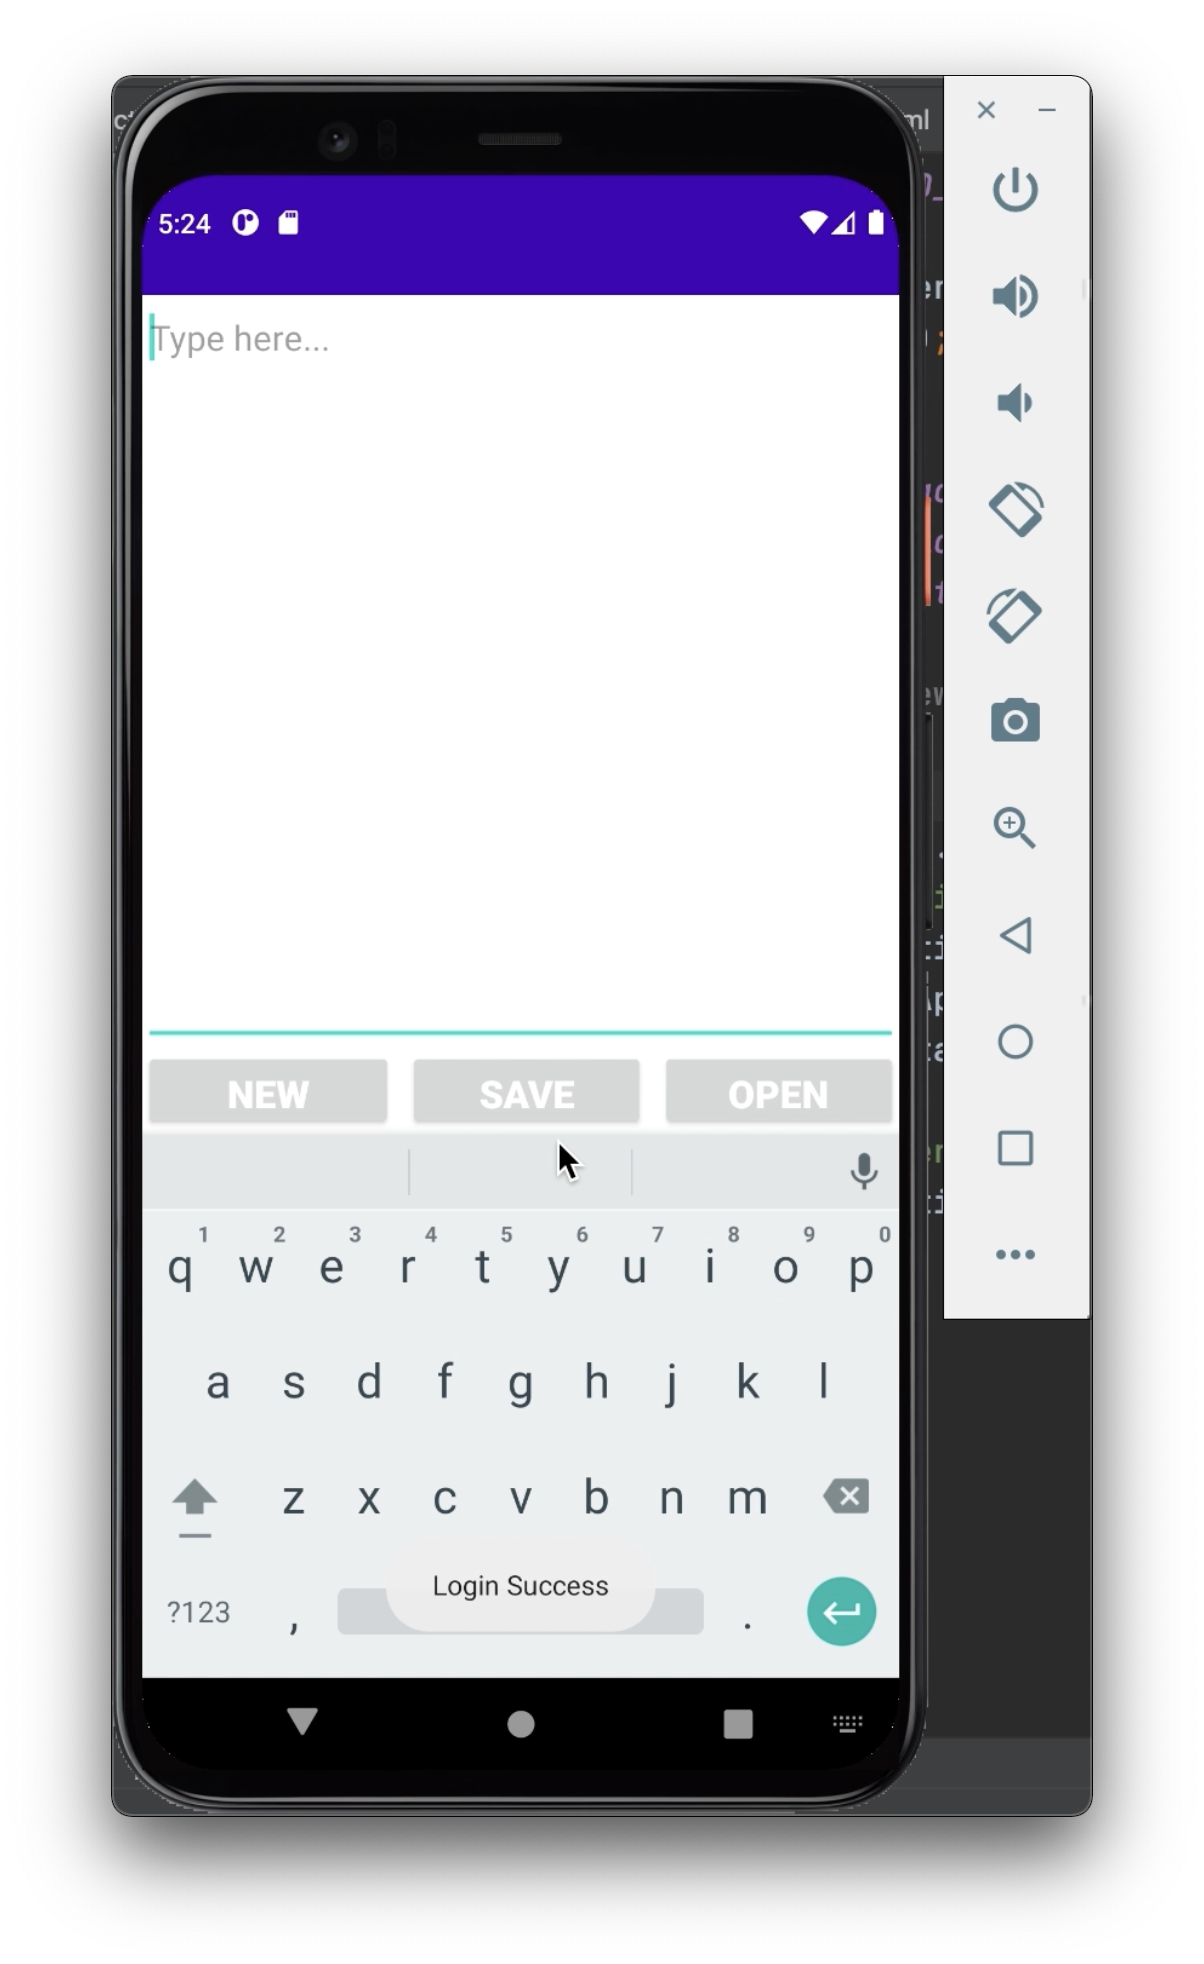 5:24
Type here...
NEW SAVE OPEN
1 2 3 4 5 6 7 8 9 0
q w e r t y u i o p
a s d f g h j k l
z x c v b n m
Login Success
?123 , .